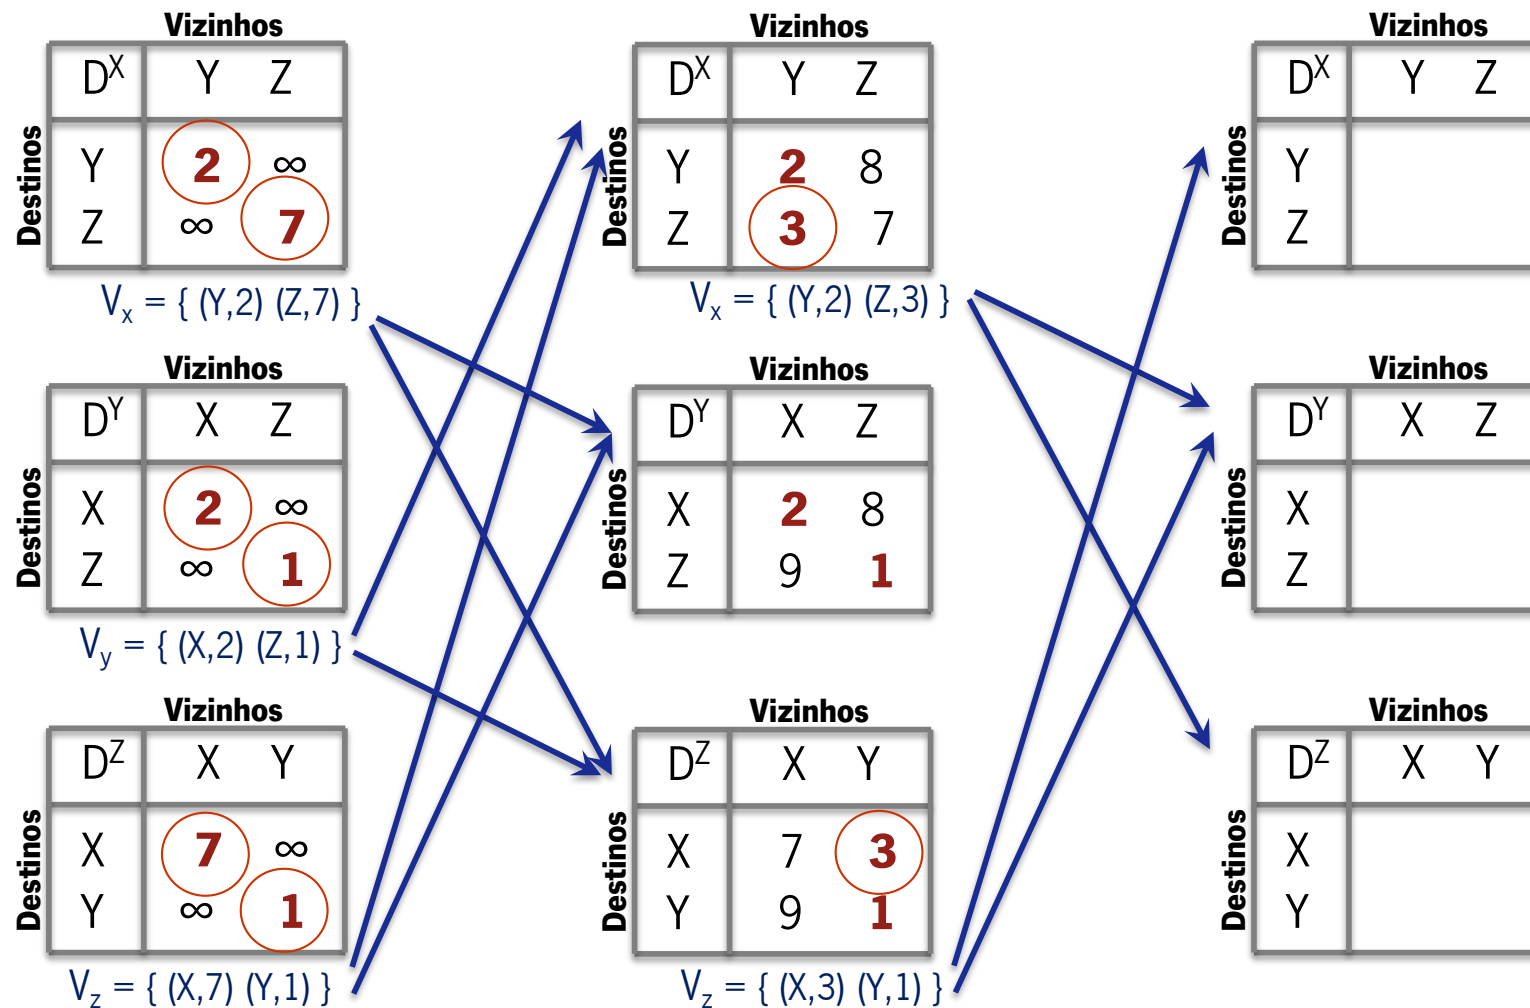 Vizinhos
Destinos
D^X Y Z
Y 2 ∞
Z ∞ 7
V_x = { (Y,2) (Z,7) }
Vizinhos
Destinos
D^Y X Z
X 2 ∞
Z ∞ 1
V_y = { (X,2) (Z,1) }
Vizinhos
Destinos
D^Z X Y
X 7 ∞
Y ∞ 1
V_z = { (X,7) (Y,1) }
Vizinhos
Destinos
D^X Y Z
Y 2 8
Z 3 7
V_x = { (Y,2) (Z,3) }
Vizinhos
Destinos
D^Y X Z
X 2 8
Z 9 1
Vizinhos
Destinos
D^Z X Y
X 7 3
Y 9 1
V_z = { (X,3) (Y,1) }
Vizinhos
Destinos
D^X Y Z
Y
Z
Vizinhos
Destinos
D^Y X Z
X
Z
Vizinhos
Destinos
D^Z X Y
X
Y